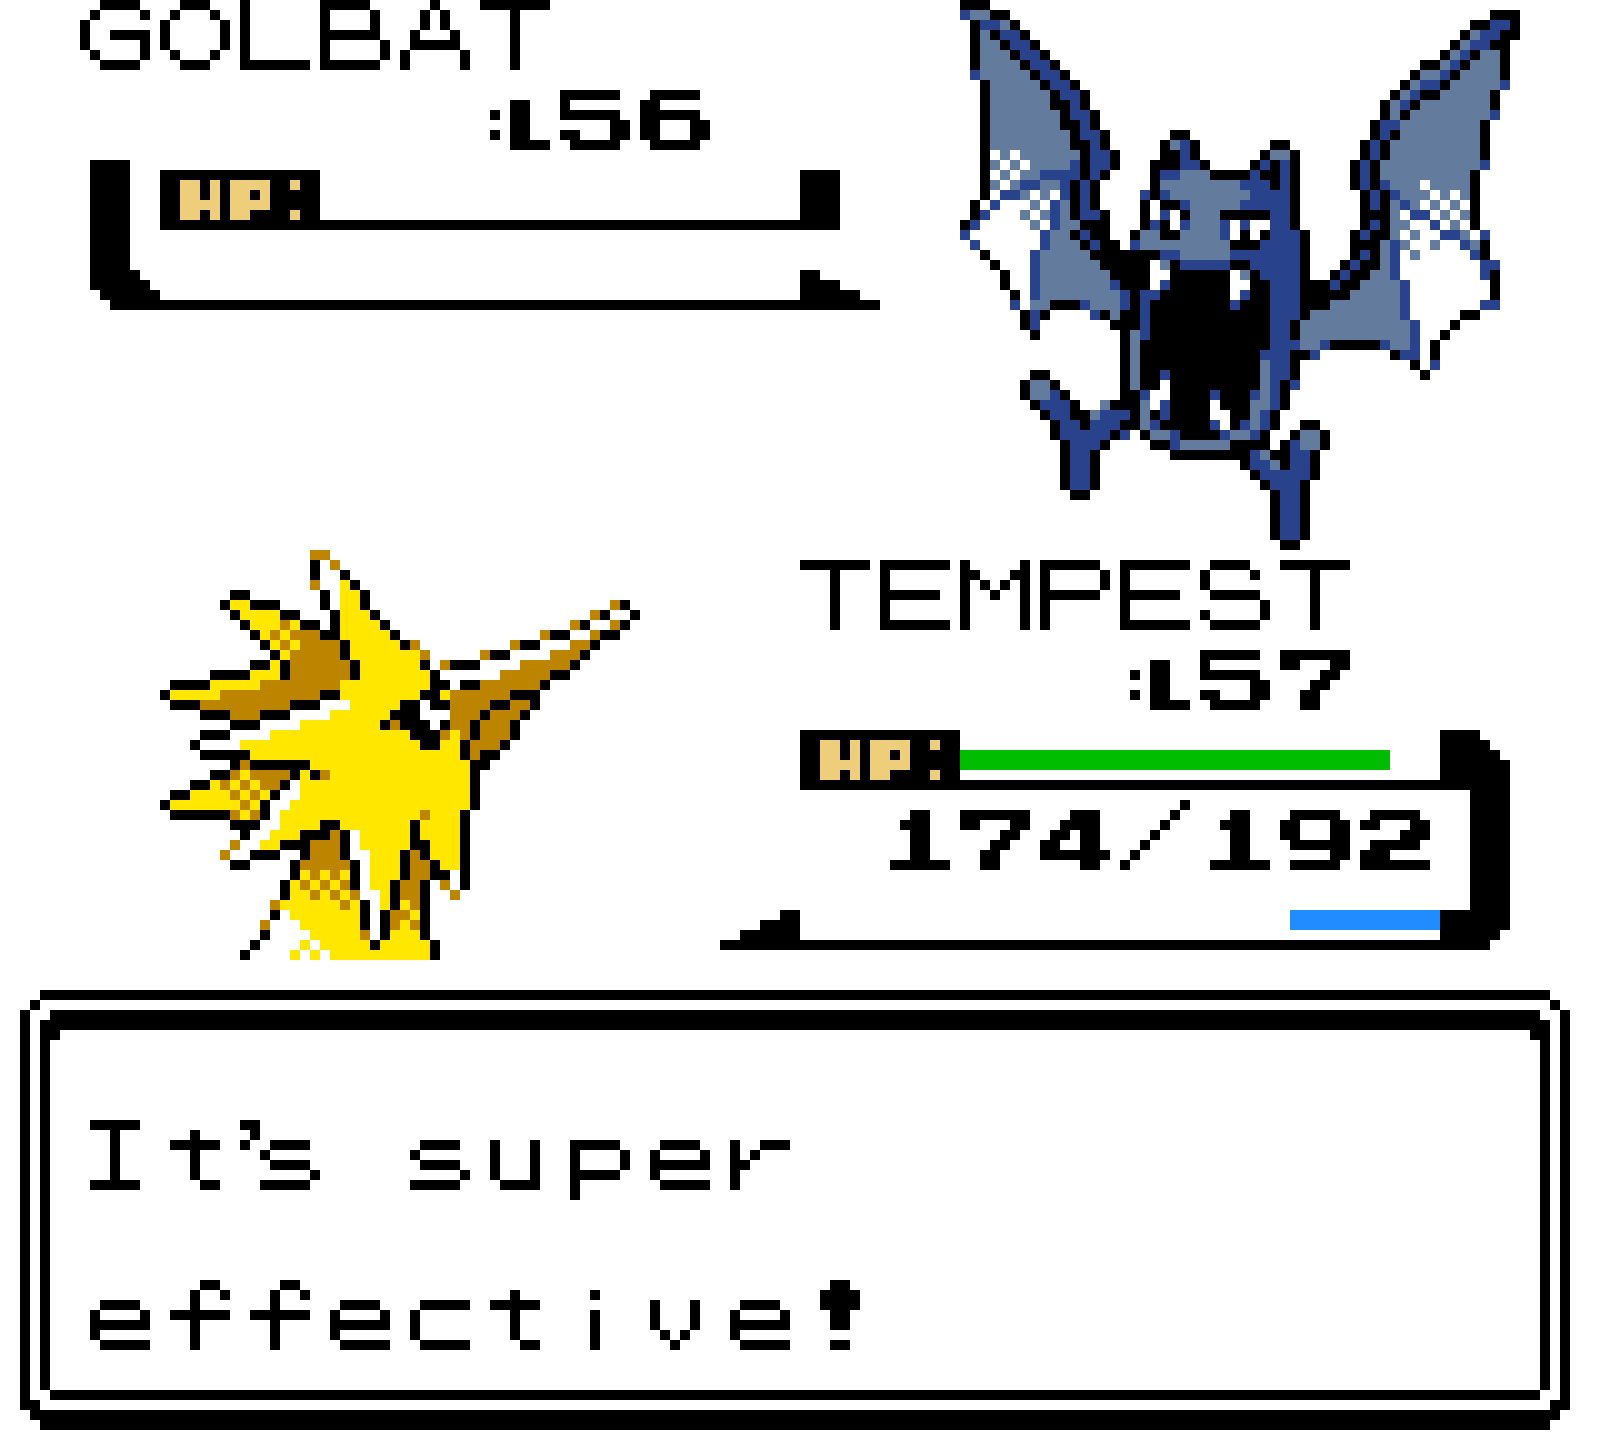 GOLBAT
:L56
HP:
TEMPEST
:L57
HP:
174/192
It's super
effective!